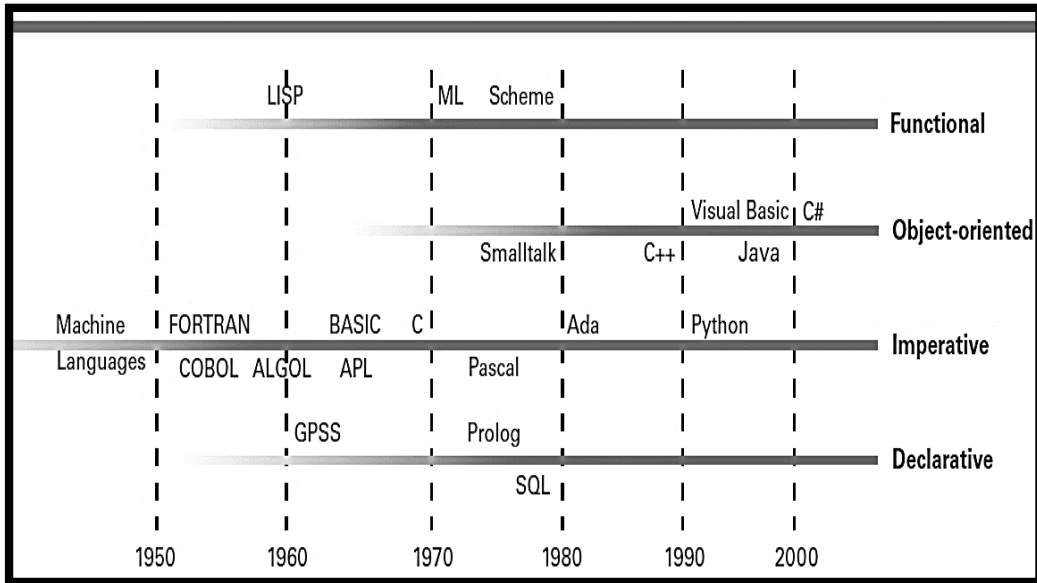 LISP ML Scheme
Functional
Visual Basic C#
Object-oriented
Smalltalk C++ Java
Machine FORTRAN BASIC C Ada Python
Imperative
Languages COBOL ALGOL APL Pascal
GPSS Prolog
Declarative
SQL
1950 1960 1970 1980 1990 2000